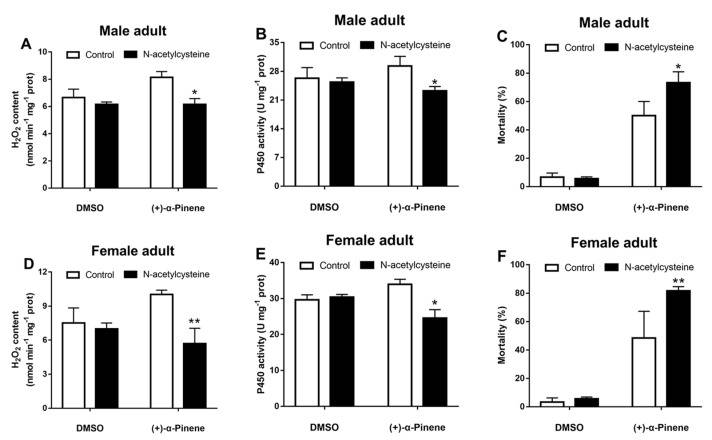 A
Male adult
Control
N-acetylcysteine
H2O2 content
(nmol min-1 mg-1 prot)
10
8
6
4
2
0
*
DMSO
(+)-α-Pinene
B
Male adult
Control
N-acetylcysteine
P450 activity (U mg-1 prot)
35
28
21
14
7
0
*
DMSO
(+)-α-Pinene
C
Male adult
Control
N-acetylcysteine
Mortality (%)
100
80
60
40
20
0
*
DMSO
(+)-α-Pinene
D
Female adult
Control
N-acetylcysteine
H2O2 content
(nmol min-1 mg-1 prot)
12
9
6
3
0
**
DMSO
(+)-α-Pinene
E
Female adult
Control
N-acetylcysteine
P450 activity (U mg-1 prot)
50
40
30
20
10
0
*
DMSO
(+)-α-Pinene
F
Female adult
Control
N-acetylcysteine
Mortality (%)
100
80
60
40
20
0
**
DMSO
(+)-α-Pinene